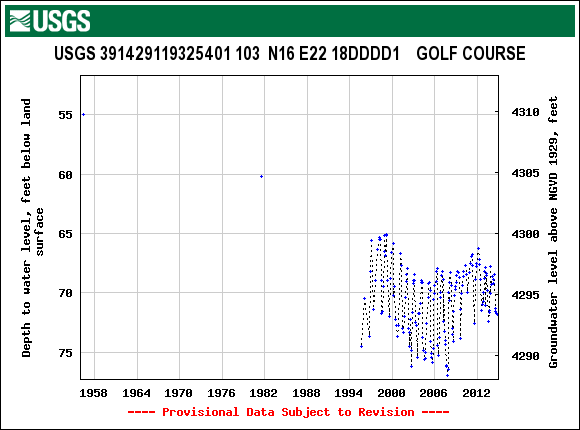 USGS
USGS 391429119325401 103 N16 E22 18DDDD1 GOLF COURSE
Depth to water level, feet below land
surface
55
60
65
70
75
4310
4305
4300
4295
4290
Groundwater level above NGVD 1929, feet
1958 1964 1970 1976 1982 1988 1994 2000 2006 2012
---- Provisional Data Subject to Revision ----